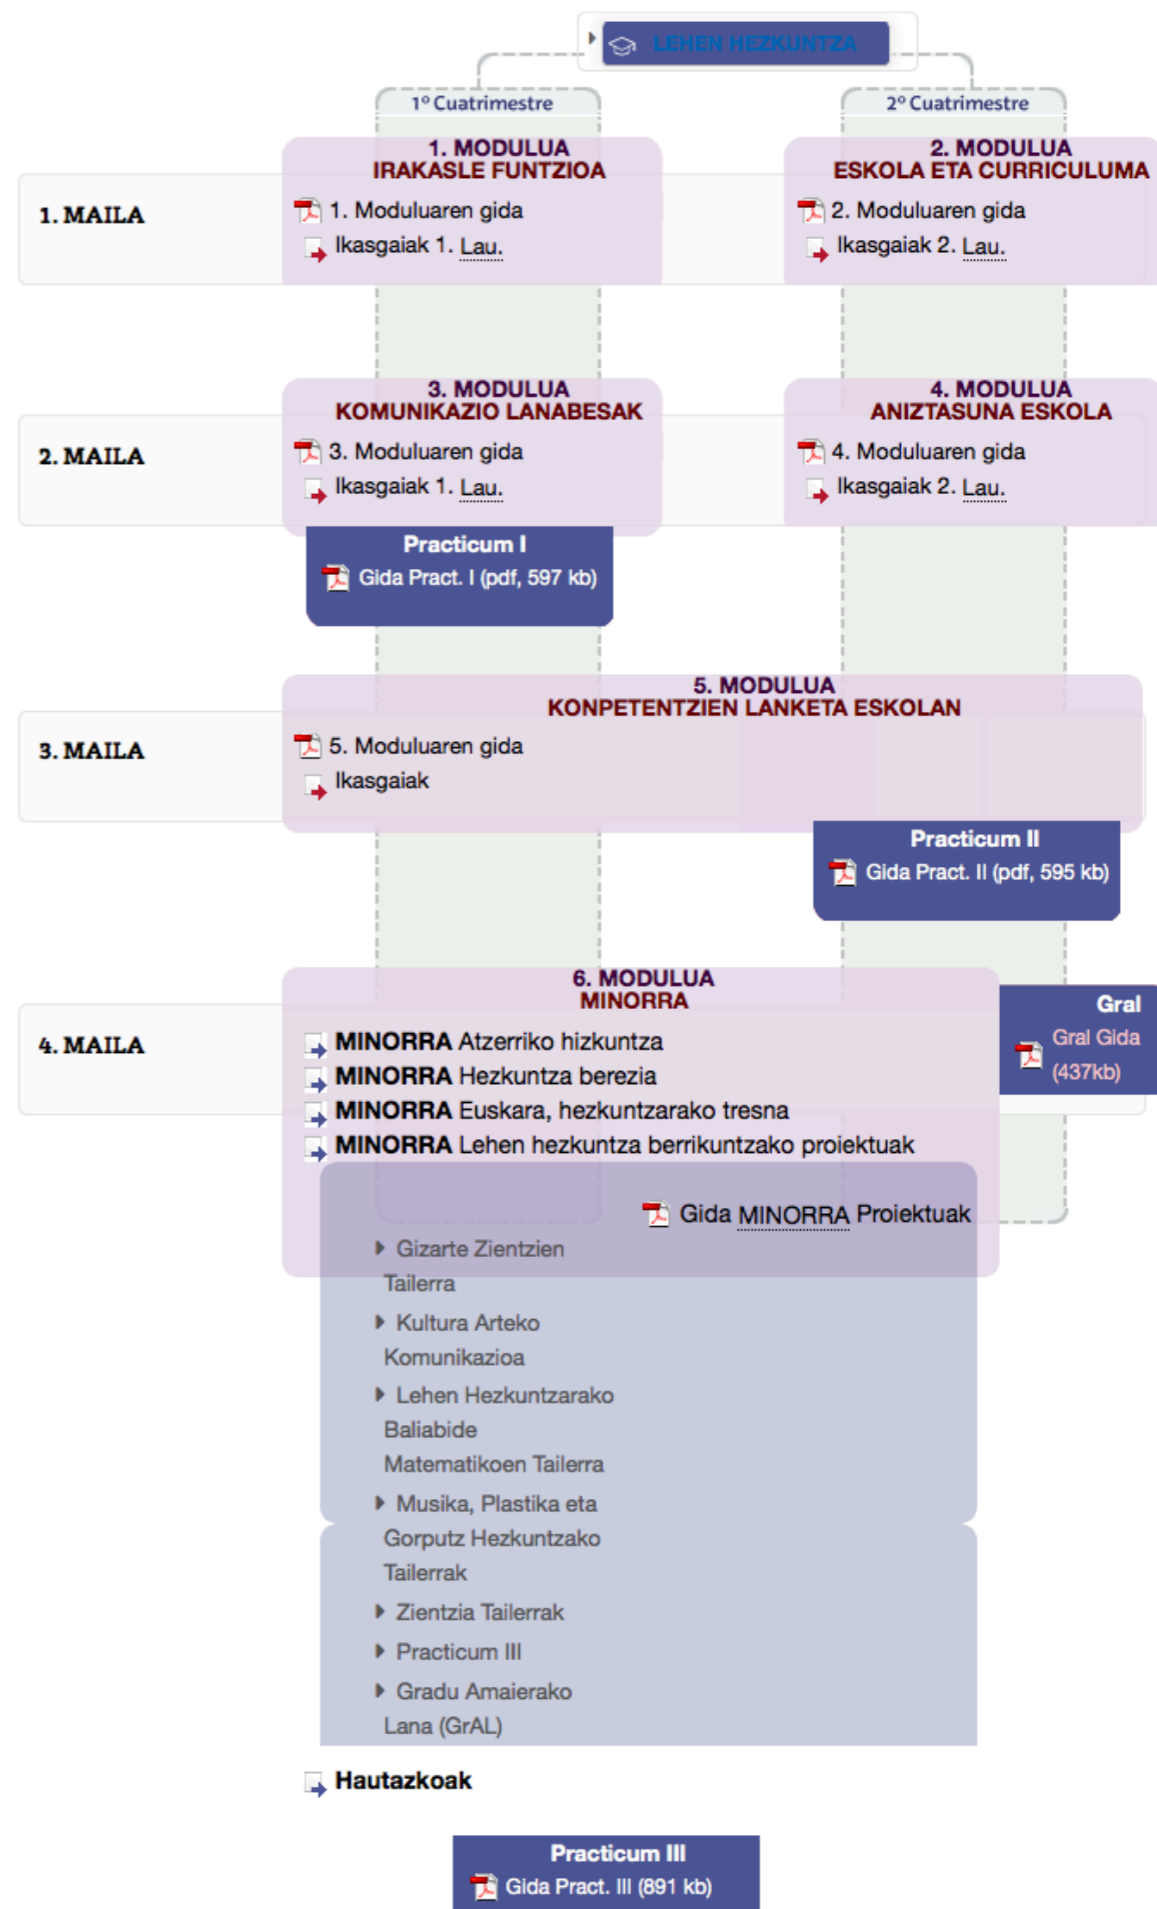 LEHEN HEZKUNTZA
1º Cuatrimestre
2º Cuatrimestre
1. MODULUA
IRAKASLE FUNTZIOA
2. MODULUA
ESKOLA ETA CURRICULUMA
1. MAILA
1. Moduluaren gida
Ikasgaiak 1. Lau.
2. Moduluaren gida
Ikasgaiak 2. Lau.
3. MODULUA
KOMUNIKAZIO LANABESAK
4. MODULUA
ANIZTASUNA ESKOLA
2. MAILA
3. Moduluaren gida
Ikasgaiak 1. Lau.
4. Moduluaren gida
Ikasgaiak 2. Lau.
Practicum I
Gida Pract. I (pdf, 597 kb)
5. MODULUA
KONPETENTZIEN LANKETA ESKOLAN
3. MAILA
5. Moduluaren gida
Ikasgaiak
Practicum II
Gida Pract. II (pdf, 595 kb)
6. MODULUA
MINORRA
4. MAILA
MINORRA Atzerriko hizkuntza
MINORRA Hezkuntza berezia
MINORRA Euskara, hezkuntzarako tresna
MINORRA Lehen hezkuntza berrikuntzako proiektuak
Gral
Gral Gida
(437kb)
Gida MINORRA Proiektuak
Gizarte Zientzien
Tailerra
Kultura Arteko
Komunikazioa
Lehen Hezkuntzarako
Baliabide
Matematikoen Tailerra
Musika, Plastika eta
Gorputz Hezkuntzako
Tailerrak
Zientzia Tailerrak
Practicum III
Gradu Amaierako
Lana (GrAL)
Hautazkoak
Practicum III
Gida Pract. III (891 kb)